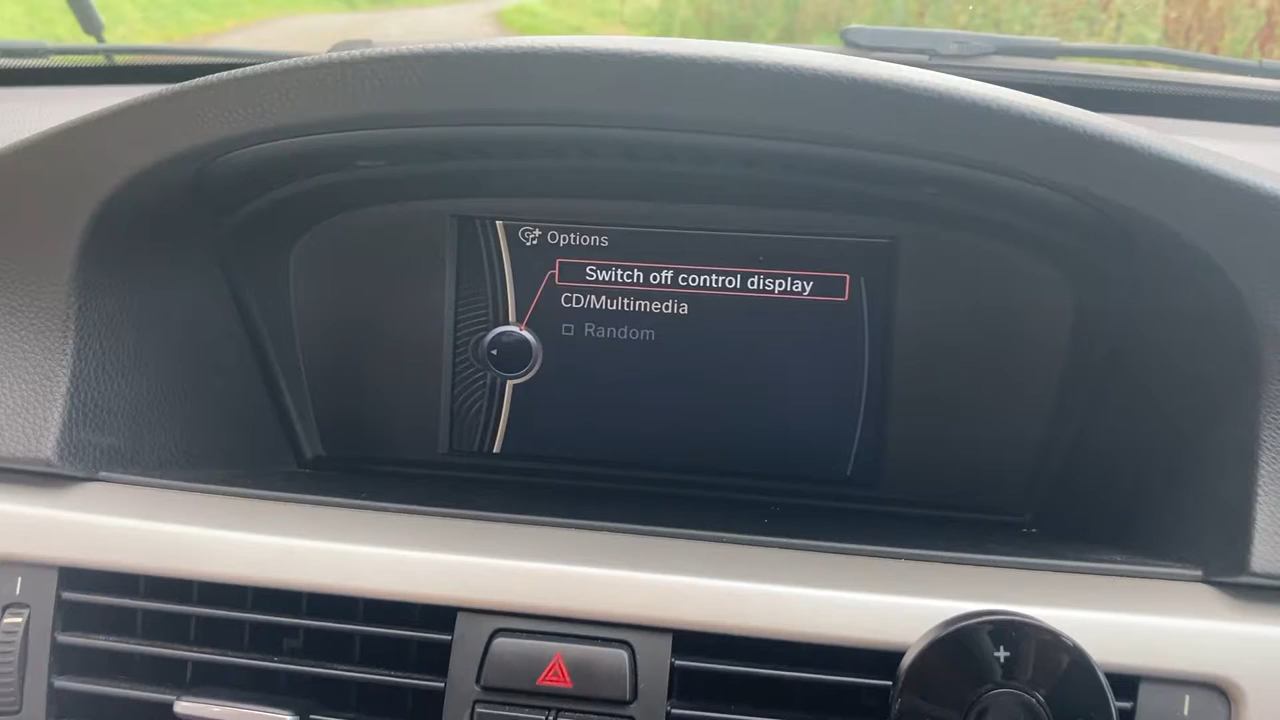 Options
Switch off control display
CD/Multimedia
Random
+